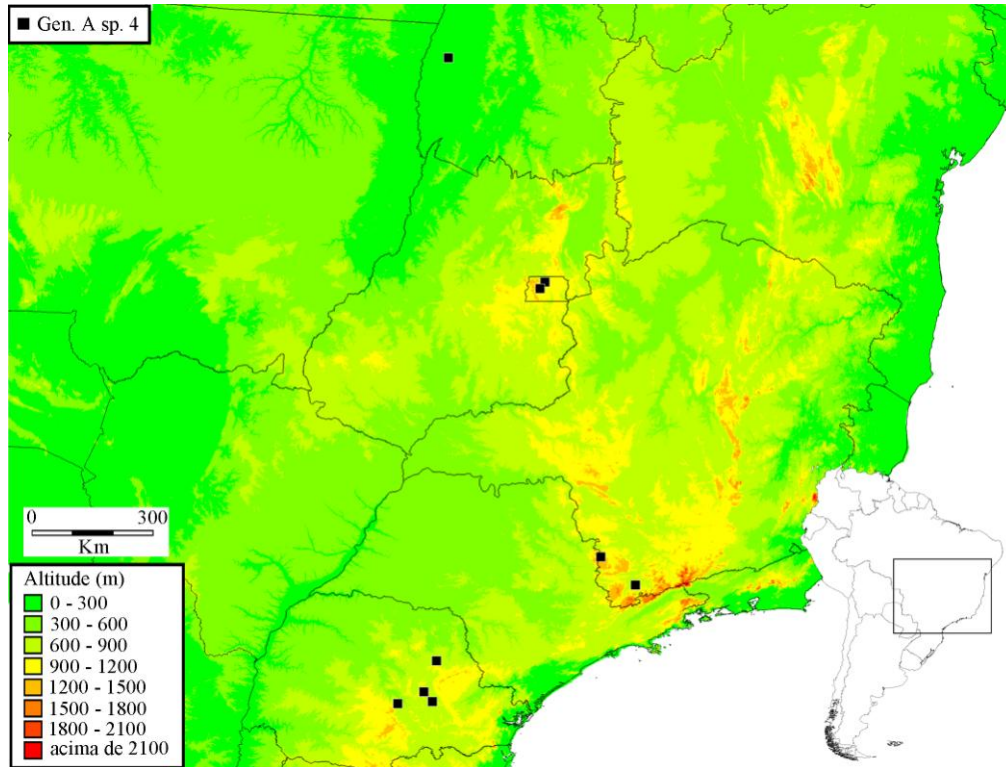 Gen. A sp. 4
0 300
Km
Altitude (m)
0 - 300
300 - 600
600 - 900
900 - 1200
1200 - 1500
1500 - 1800
1800 - 2100
acima de 2100